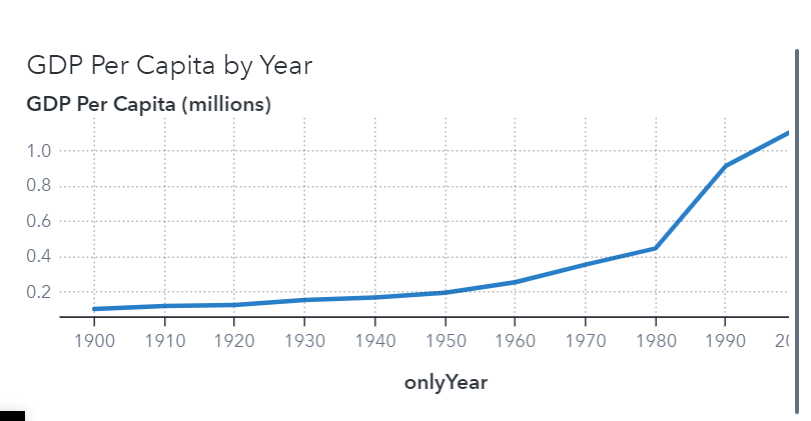 GDP Per Capita by Year
GDP Per Capita (millions)
1.0
0.8
0.6
0.4
0.2
1900 1910 1920 1930 1940 1950 1960 1970 1980 1990
onlyYear